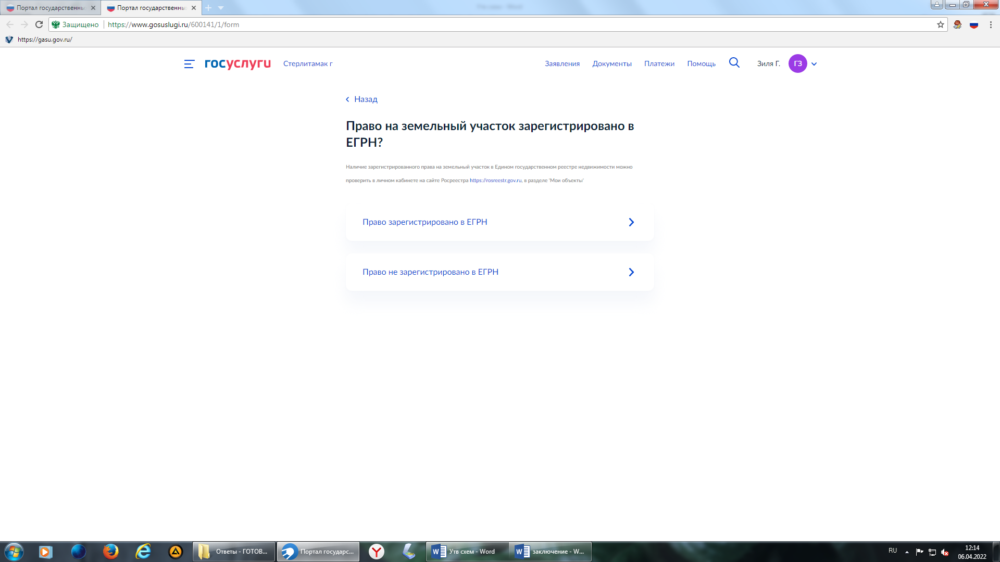 Портал государственны
Портал государственны
Защищено
https://www.gosuslugi.ru/600141/1/form
https://gasu.gov.ru/
госуслуги
Стерлитамак г
Заявления
Документы
Платежи
Помощь
Зиля Г.
ГЗ
Назад
Право на земельный участок зарегистрировано в
ЕГРН?
Наличие зарегистрированного права на земельный участок в Едином государственном реестре недвижимости можно
проверить в личном кабинете на сайте Росреестра https://rosreestr.gov.ru, в разделе 'Мои объекты'
Право зарегистрировано в ЕГРН
Право не зарегистрировано в ЕГРН
Ответы - ГОТОВ...
Портал государс...
Утв схем - Word
заключение - W...
RU
12:14
06.04.2022